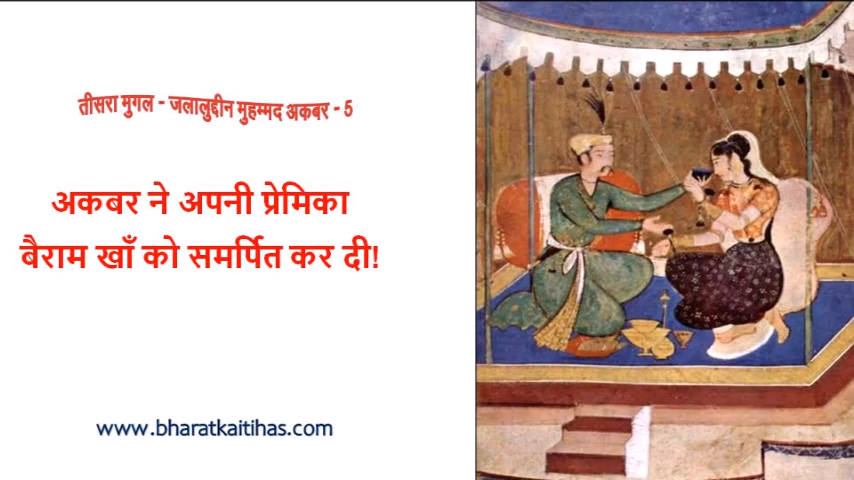 तीसरा मुगल - जलालुद्दीन मुहम्मद अकबर - 5
अकबर ने अपनी प्रेमिका
बैराम खाँ को समर्पित कर दी!
www.bharatkaitihas.com